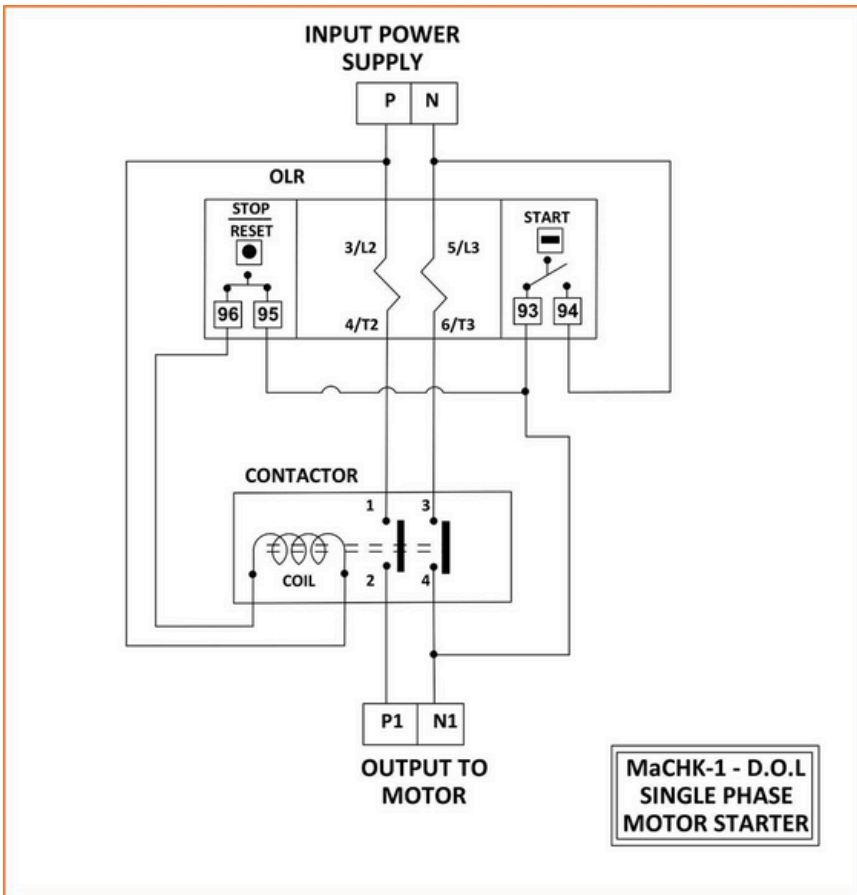 INPUT POWER
SUPPLY
P N
OLR
STOP
RESET
START
3/L2 5/L3
96 95
4/T2 6/T3
93 94
CONTACTOR
1 3
COIL
2 4
P1 N1
OUTPUT TO
MOTOR
MaCHK-1 - D.O.L
SINGLE PHASE
MOTOR STARTER